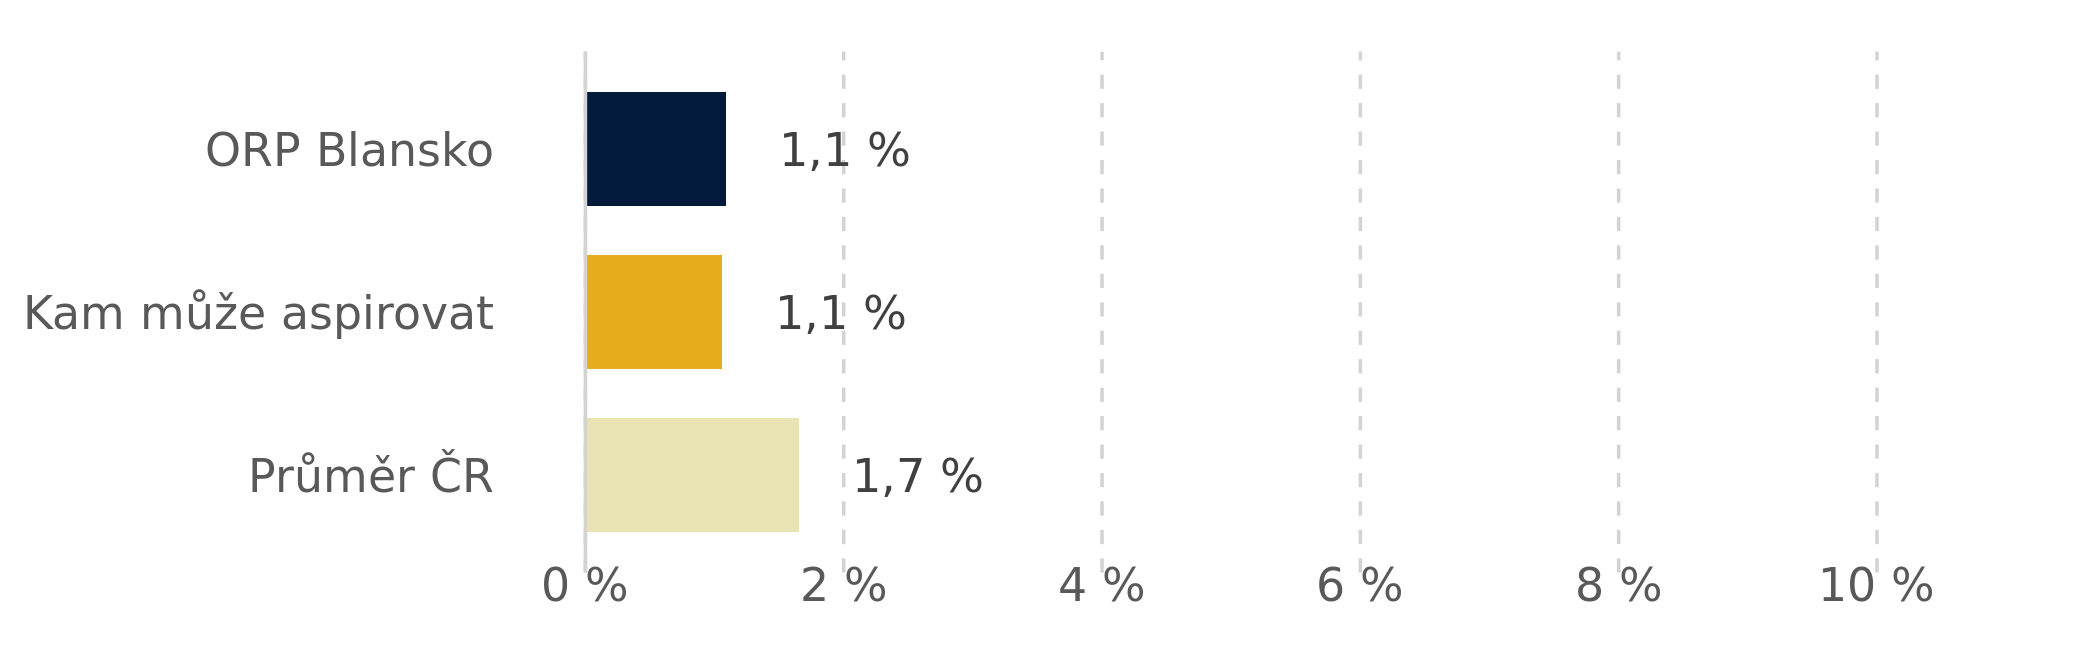 ORP Blansko 1,1 %
Kam může aspirovat 1,1 %
Průměr ČR 1,7 %
0 % 2 % 4 % 6 % 8 % 10 %